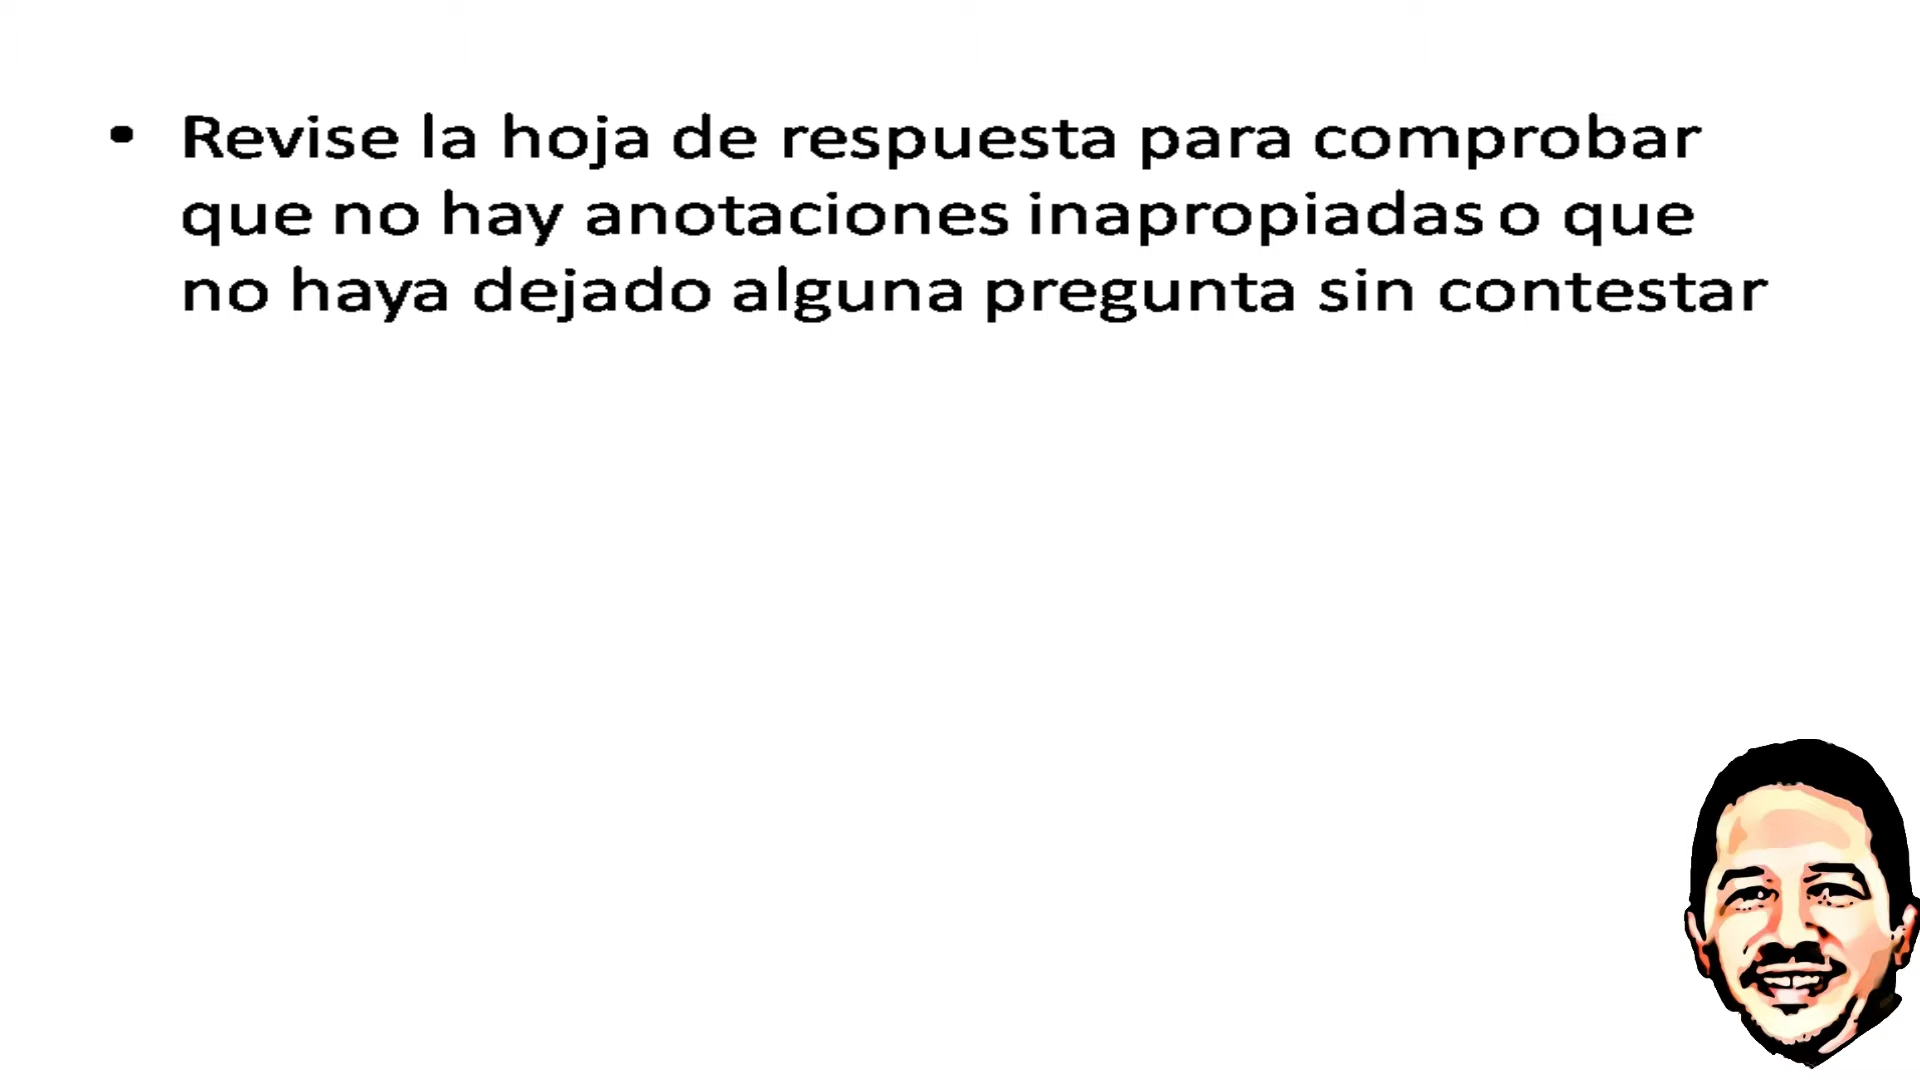 • Revise la hoja de respuesta para comprobar
que no hay anotaciones inapropiadas o que
no haya dejado alguna pregunta sin contestar